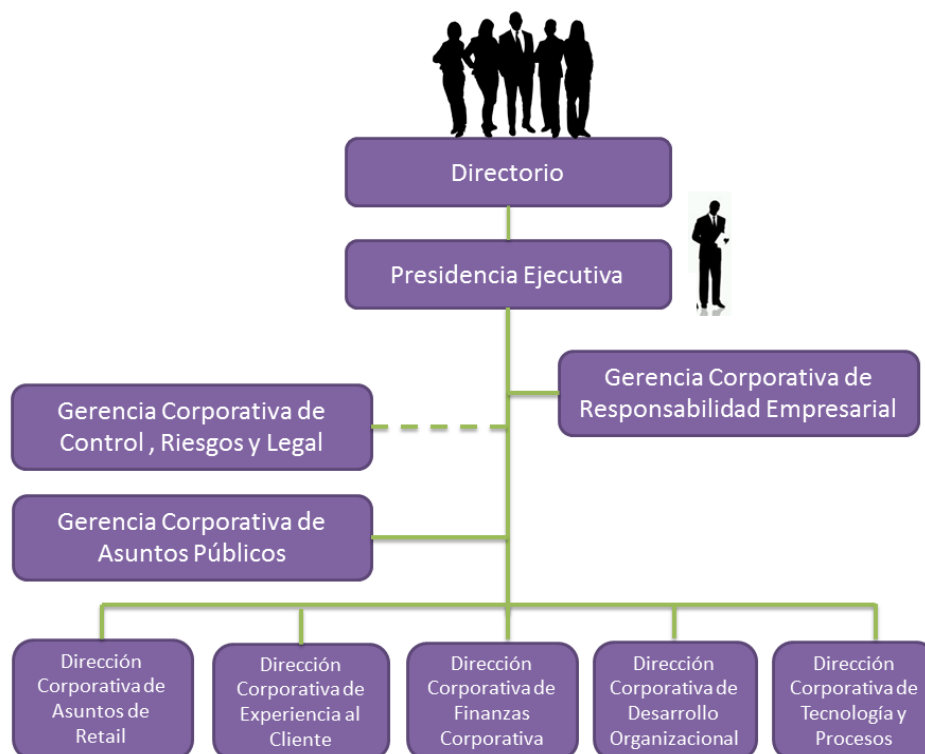 Directorio
Presidencia Ejecutiva
Gerencia Corporativa de
Responsabilidad Empresarial
Gerencia Corporativa de
Control , Riesgos y Legal
Gerencia Corporativa de
Asuntos Públicos
Dirección
Corporativa de
Asuntos de
Retail
Dirección
Corporativa de
Experiencia al
Cliente
Dirección
Corporativa de
Finanzas
Corporativa
Dirección
Corporativa de
Desarrollo
Organizacional
Dirección
Corporativa de
Tecnología y
Procesos